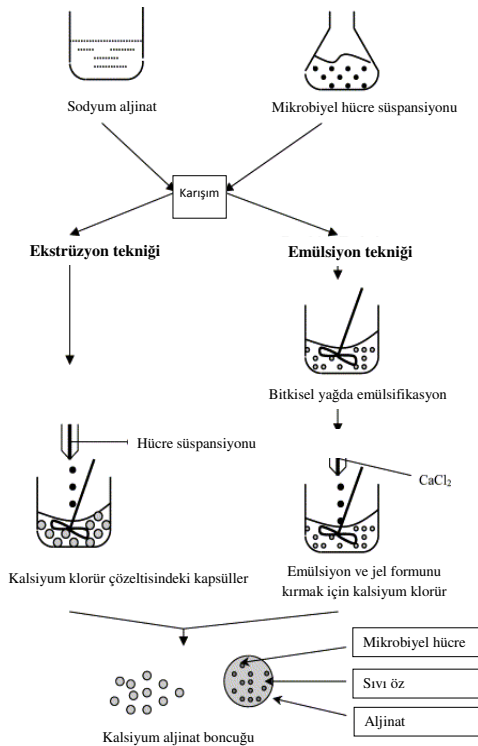 Sodyum aljinat
Mikrobiyel hücre süspansiyonu
Karışım
Ekstrüzyon tekniği
Emülsiyon tekniği
Bitkisel yağda emülsifikasyon
Hücre süspansiyonu
CaCl₂
Kalsiyum klorür çözeltisindeki kapsüller
Emülsiyon ve jel formunu
kırmak için kalsiyum klorür
Mikrobiyel hücre
Sıvı öz
Aljinat
Kalsiyum aljinat boncuğu